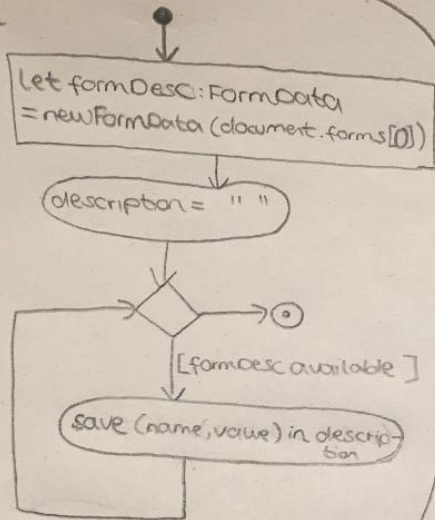 let formDesc:FormData
=newFormData(document.forms[0])
description= " "
[formDesc available]
save (name, value) in descrip-
tion